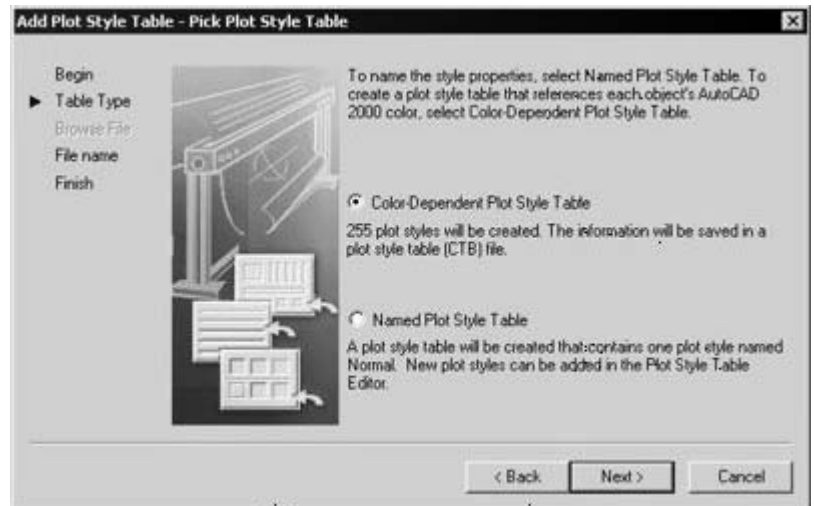 Add Plot Style Table - Pick Plot Style Table
Begin
Table Type
Browse File
File name
Finish
To name the style properties, select Named Plot Style Table. To
create a plot style table that references each object's AutoCAD
2000 color, select Color-Dependent Plot Style Table.
Color-Dependent Plot Style Table
255 plot styles will be created. The information will be saved in a
plot style table (CTB) file.
Named Plot Style Table
A plot style table will be created that contains one plot style named
Normal. New plot styles can be added in the Plot Style Table
Editor.
< Back
Next >
Cancel